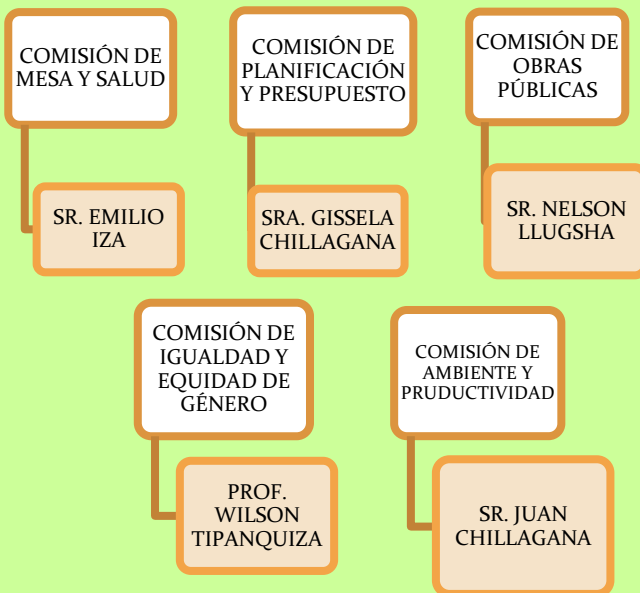 COMISIÓN DE
MESA Y SALUD
SR. EMILIO
IZA
COMISIÓN DE
PLANIFICACIÓN
Y PRESUPUESTO
SRA. GISSELA
CHILLAGANA
COMISIÓN DE
OBRAS
PÚBLICAS
SR. NELSON
LLUGSHA
COMISIÓN DE
IGUALDAD Y
EQUIDAD DE
GÉNERO
PROF.
WILSON
TIPANQUIZA
COMISIÓN DE
AMBIENTE Y
PRUDUCTIVIDAD
SR. JUAN
CHILLAGANA